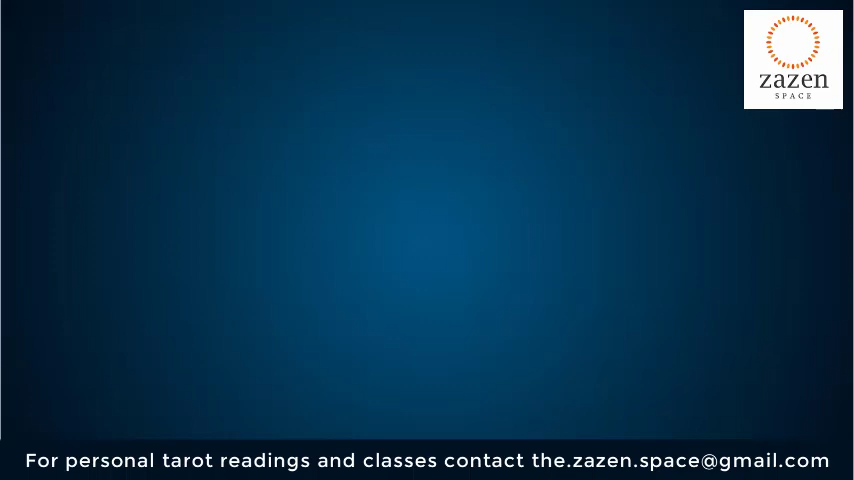 zazen
SPACE
For personal tarot readings and classes contact the.zazen.space@gmail.com